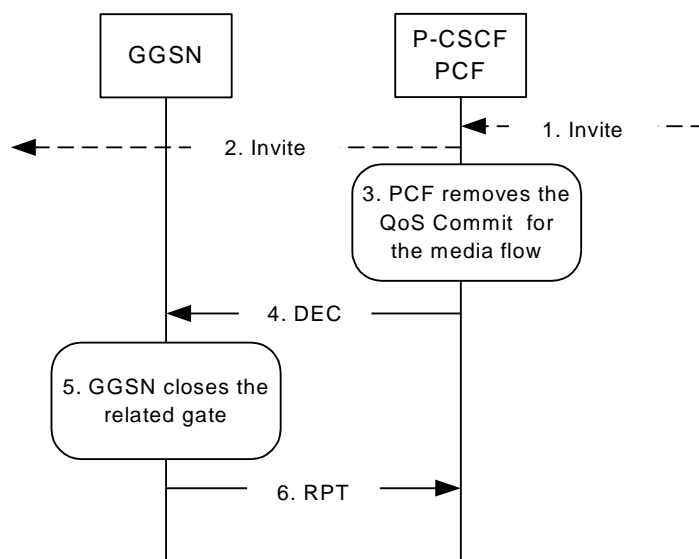 GGSN
P-CSCF
PCF
1. Invite
2. Invite
3. PCF removes the
QoS Commit for
the media flow
4. DEC
5. GGSN closes the
related gate
6. RPT